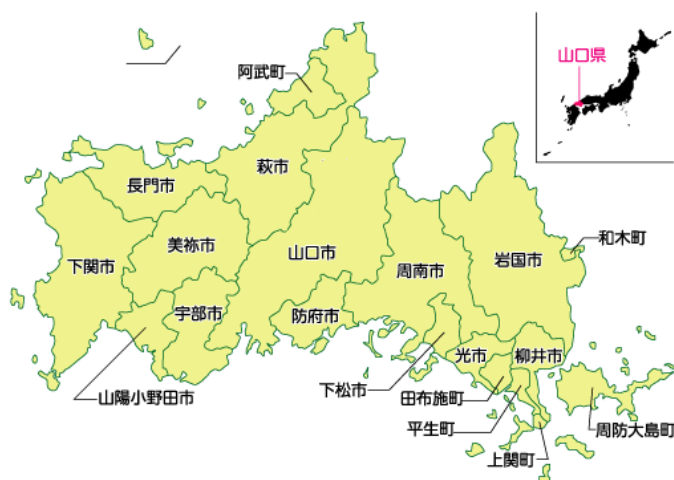 山口県
阿武町
萩市
長門市
美祢市
下関市
山口市
宇部市
防府市
周南市
岩国市
和木町
山陽小野田市
下松市
光市
柳井市
田布施町
平生町
上関町
周防大島町